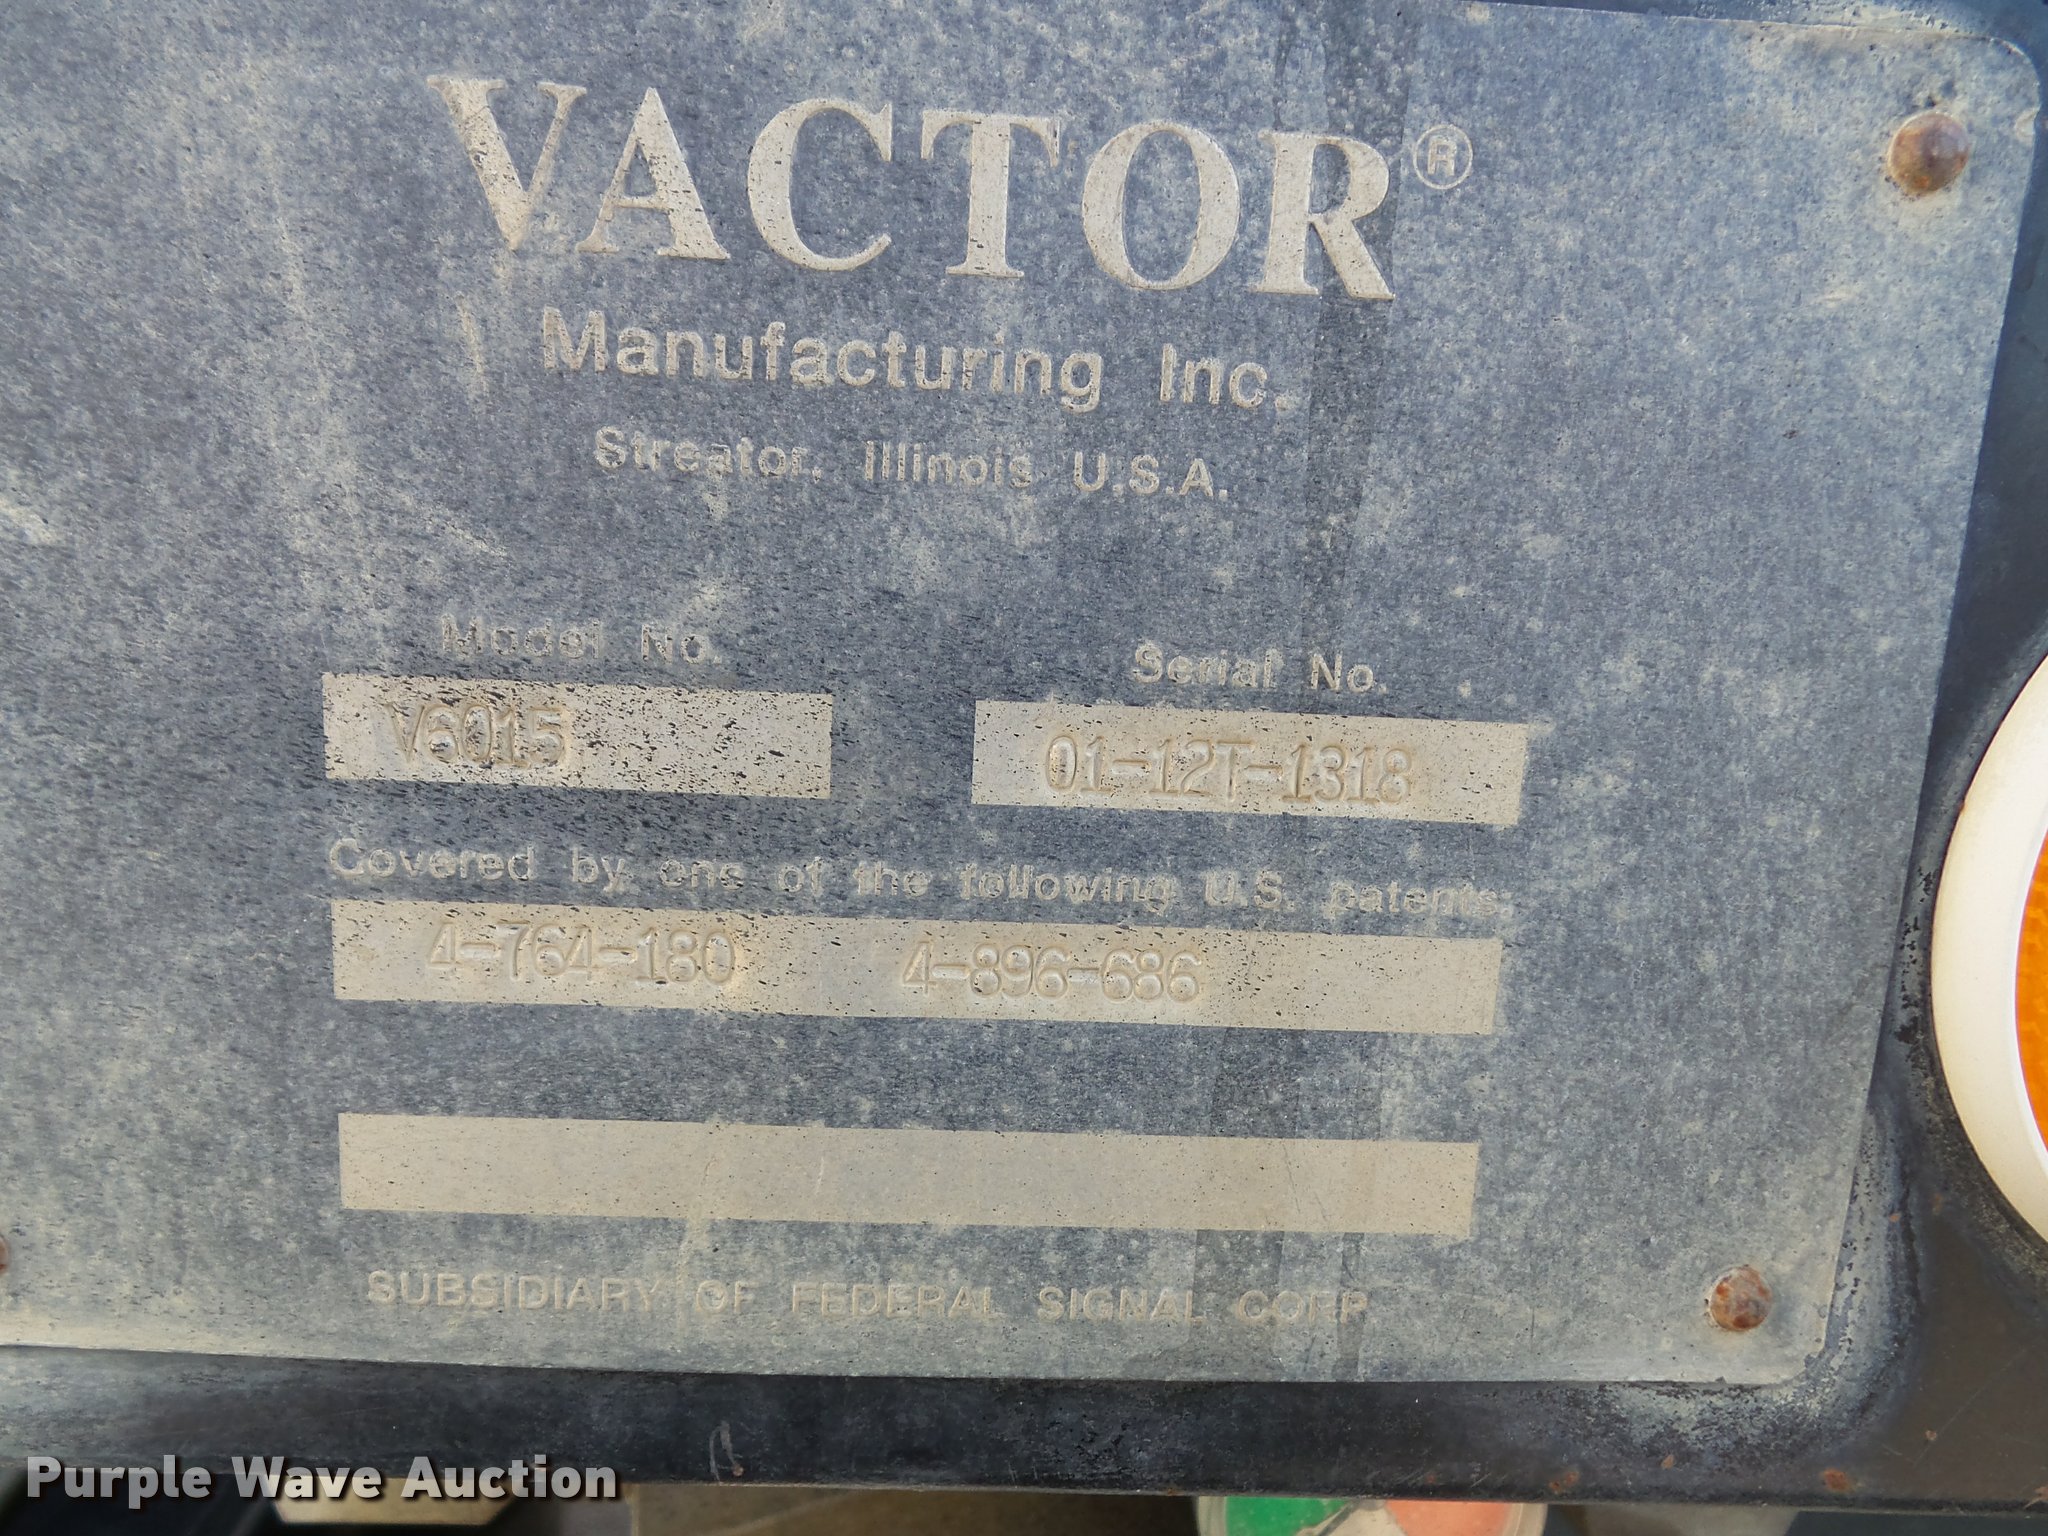 VACTOR®
Manufacturing Inc.
Streator, Illinois U.S.A.
Model No. Serial No.
V6015 01-12T-1318
Covered by one of the following U.S. patents.
4-764-180 4-896-686
SUBSIDIARY OF FEDERAL SIGNAL CORP.
Purple Wave Auction